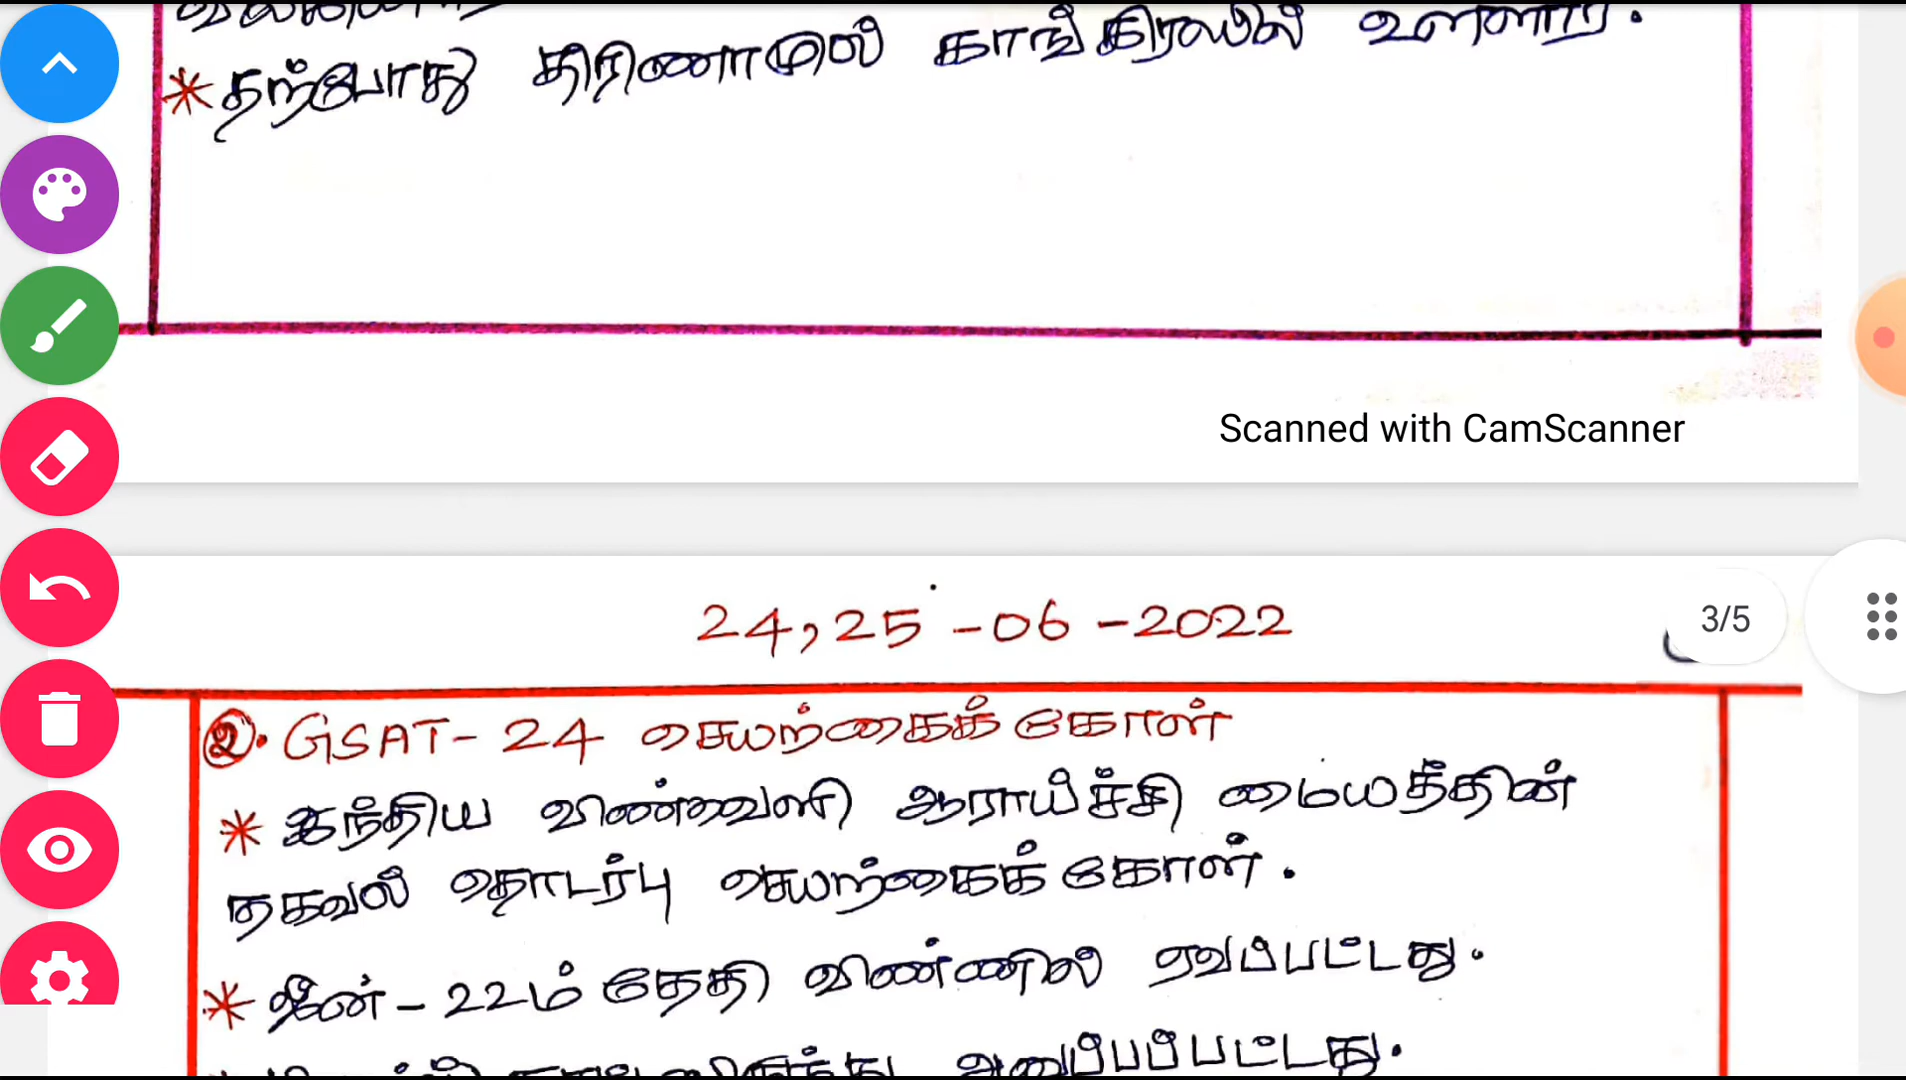 * தற்போது திரிணாமுல் காங்கிரஸில் உள்ளார்.
Scanned with CamScanner
24,25-06-2022
3/5
2. GSAT-24 செயற்கைக்கோள்
* இந்திய விண்வெளி ஆராய்ச்சி மையத்தின்
தகவல் தொடர்பு செயற்கைக்கோள்.
* ஜீன்-22ம் தேதி விண்ணில் ஏவப்பட்டது.
அனுப்பப்பட்டது.